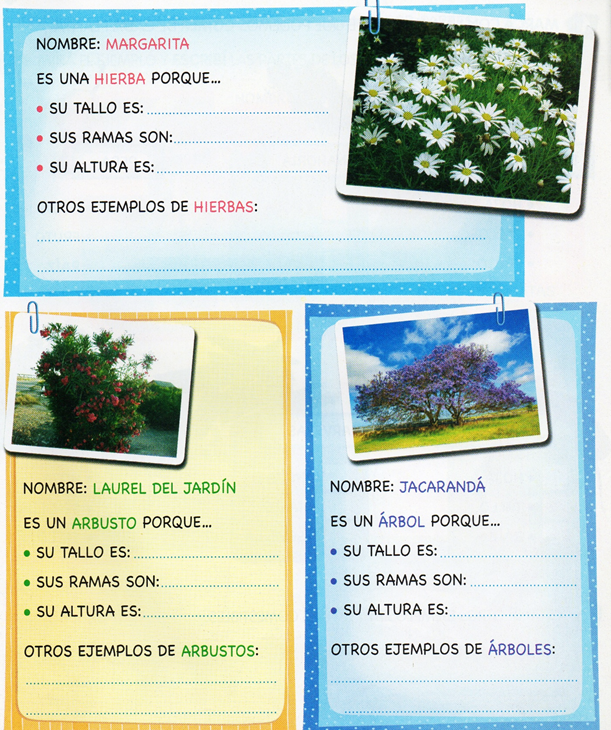 NOMBRE: MARGARITA
ES UNA HIERBA PORQUE...
• SU TALLO ES:
• SUS RAMAS SON:
• SU ALTURA ES:
OTROS EJEMPLOS DE HIERBAS:
NOMBRE: LAUREL DEL JARDÍN
ES UN ARBUSTO PORQUE...
• SU TALLO ES:
• SUS RAMAS SON:
• SU ALTURA ES:
OTROS EJEMPLOS DE ARBUSTOS:
NOMBRE: JACARANDÁ
ES UN ÁRBOL PORQUE...
• SU TALLO ES:
• SUS RAMAS SON:
• SU ALTURA ES:
OTROS EJEMPLOS DE ÁRBOLES: